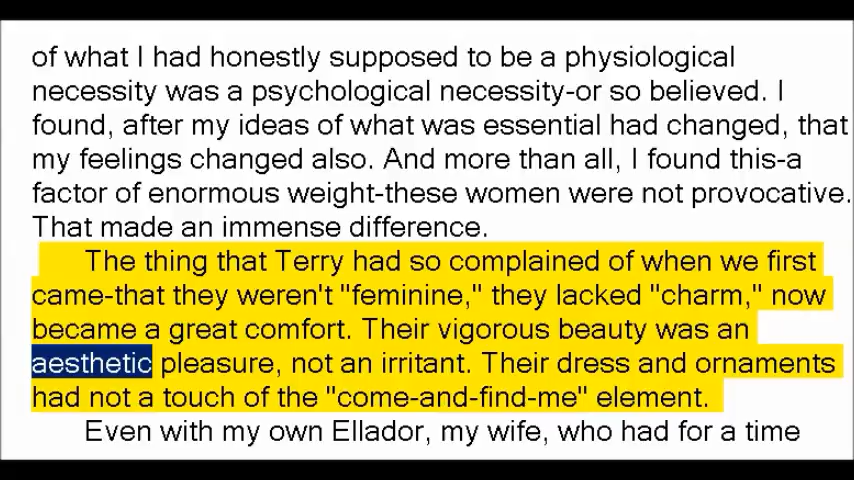 of what I had honestly supposed to be a physiological
necessity was a psychological necessity-or so believed. I
found, after my ideas of what was essential had changed, that
my feelings changed also. And more than all, I found this-a
factor of enormous weight-these women were not provocative.
That made an immense difference.
The thing that Terry had so complained of when we first
came-that they weren't "feminine," they lacked "charm," now
became a great comfort. Their vigorous beauty was an
aesthetic pleasure, not an irritant. Their dress and ornaments
had not a touch of the "come-and-find-me" element.
Even with my own Ellador, my wife, who had for a time